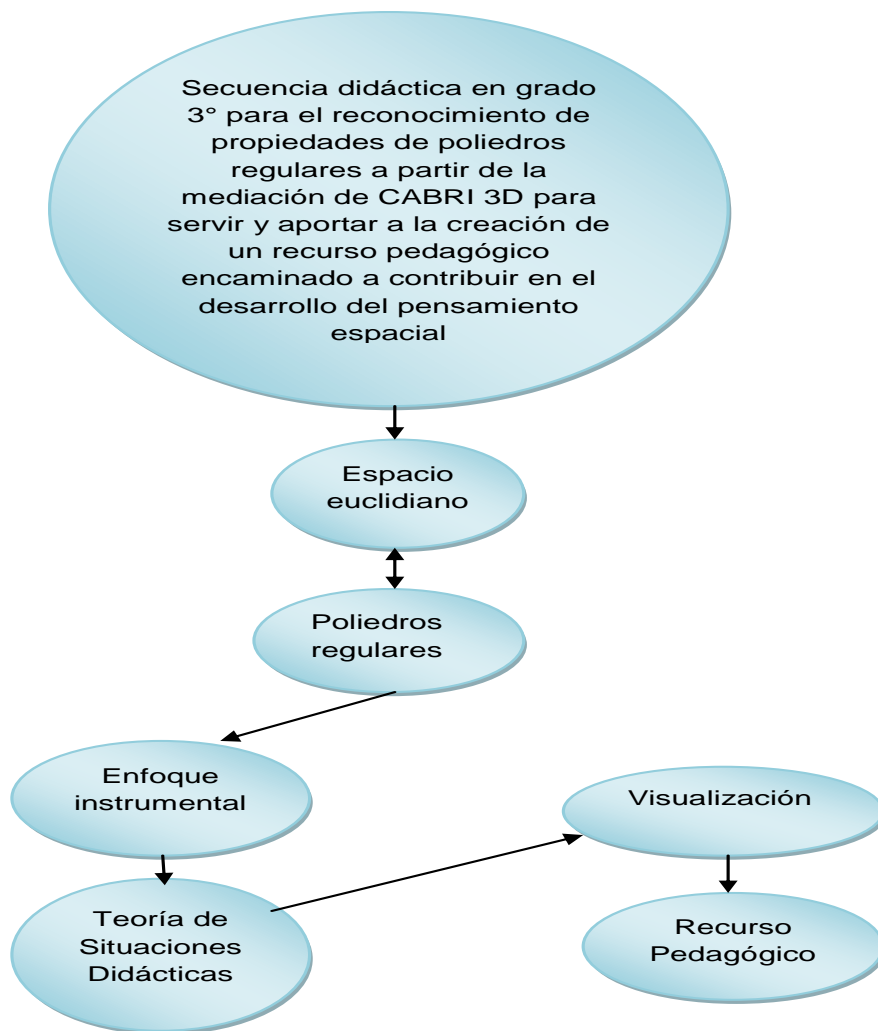 Secuencia didáctica en grado
3° para el reconocimiento de
propiedades de poliedros
regulares a partir de la
mediación de CABRI 3D para
servir y aportar a la creación de
un recurso pedagógico
encaminado a contribuir en el
desarrollo del pensamiento
espacial
Espacio
euclidiano
Poliedros
regulares
Enfoque
instrumental
Visualización
Teoría de
Situaciones
Didácticas
Recurso
Pedagógico